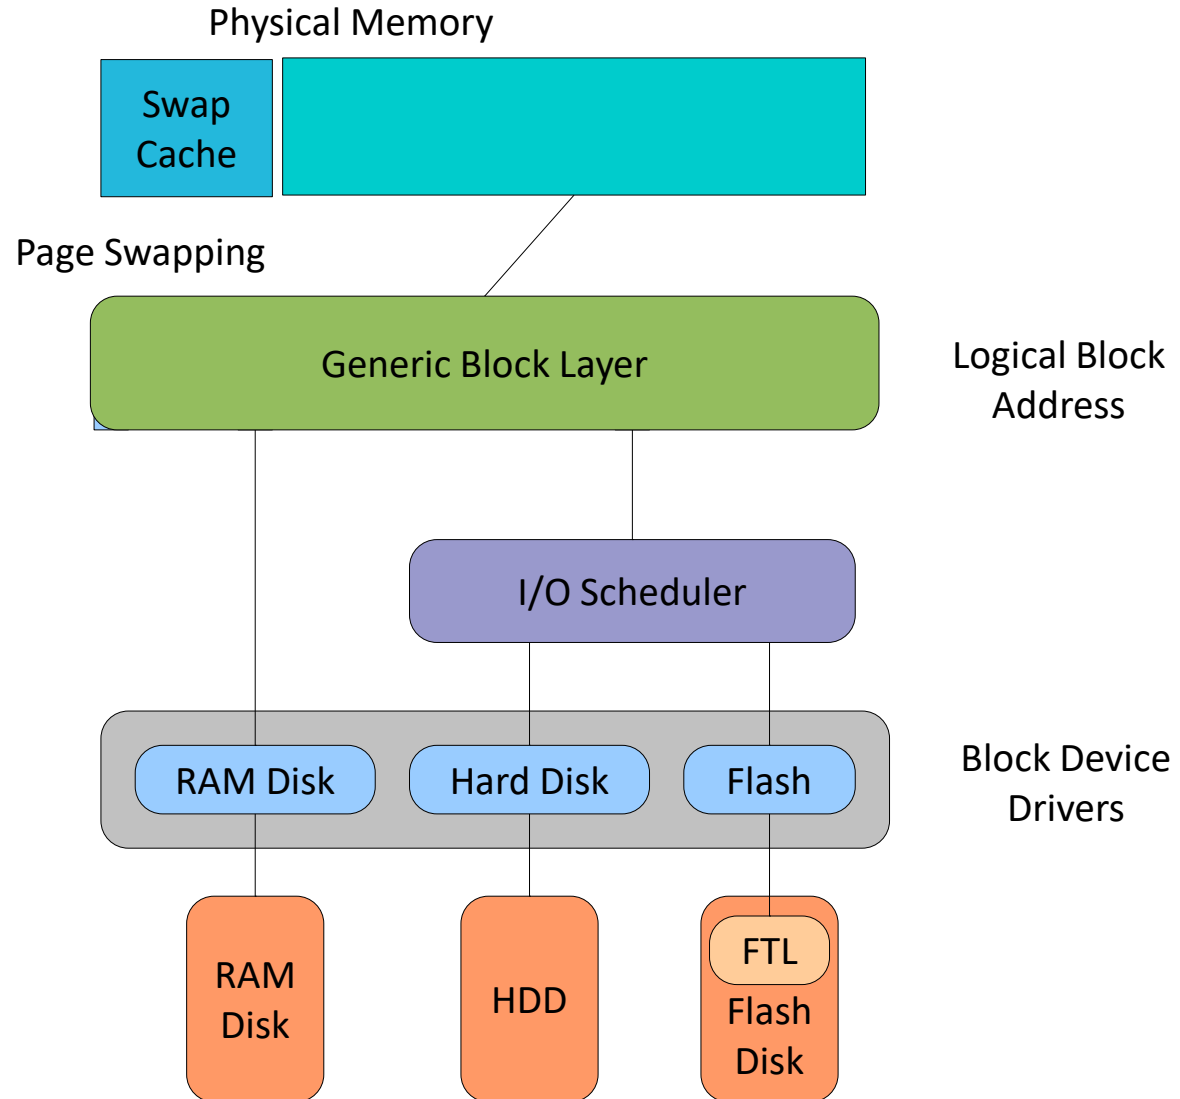 Physical Memory
Swap
Cache
Page Swapping
Generic Block Layer
Logical Block
Address
I/O Scheduler
RAM Disk
Hard Disk
Flash
Block Device
Drivers
RAM
Disk
HDD
FTL
Flash
Disk